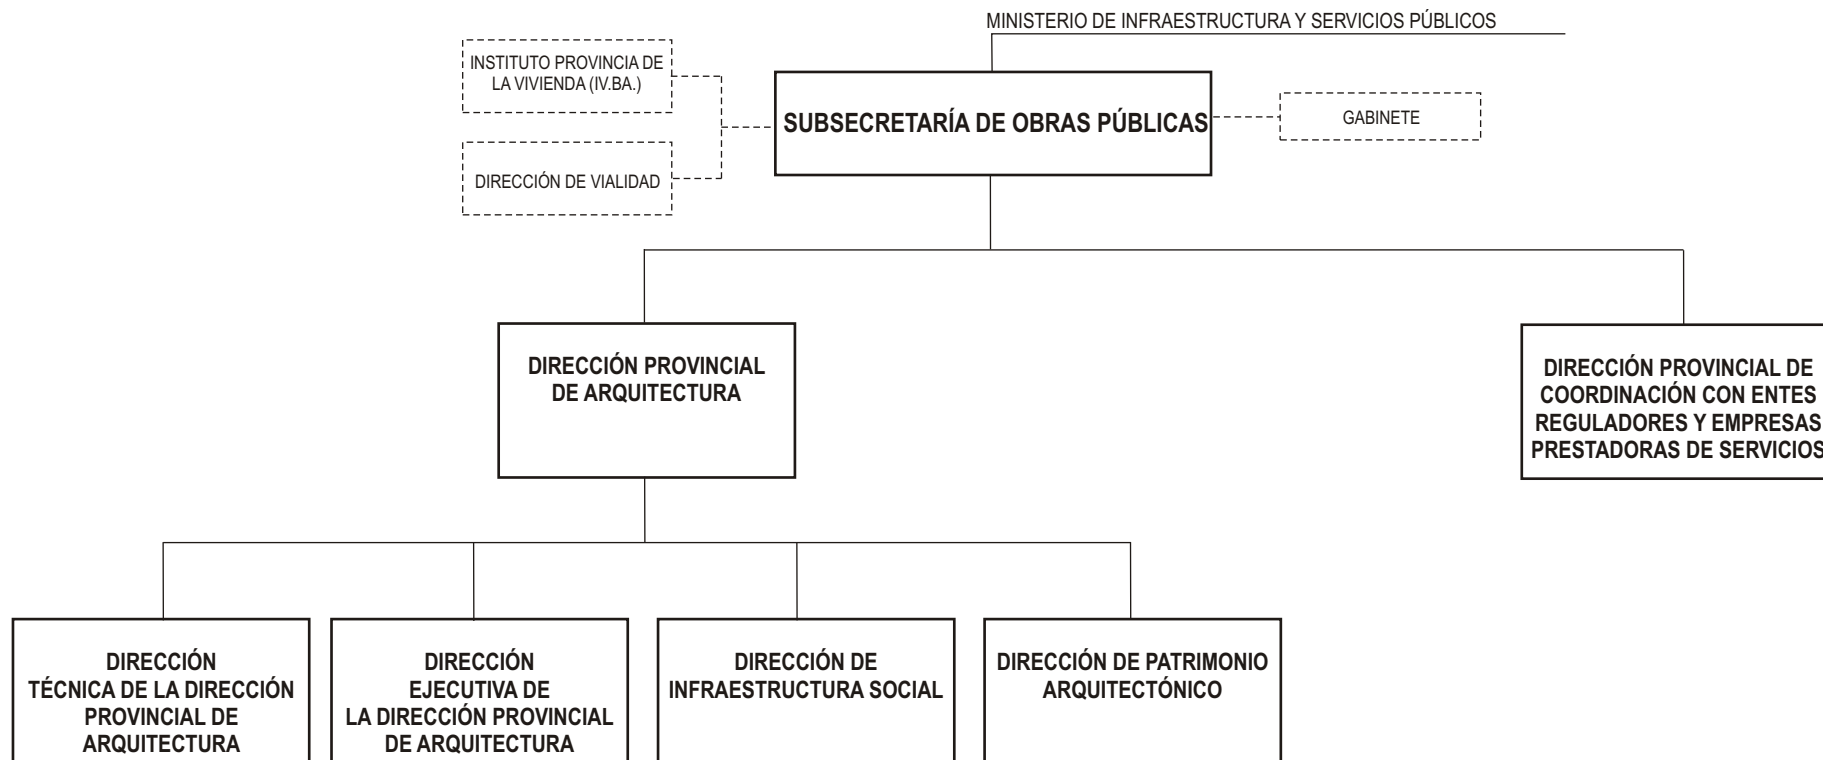 MINISTERIO DE INFRAESTRUCTURA Y SERVICIOS PÚBLICOS
INSTITUTO PROVINCIA DE
LA VIVIENDA (IV.BA.)
SUBSECRETARÍA DE OBRAS PÚBLICAS
GABINETE
DIRECCIÓN DE VIALIDAD
DIRECCIÓN PROVINCIAL
DE ARQUITECTURA
DIRECCIÓN PROVINCIAL DE
COORDINACIÓN CON ENTES
REGULADORES Y EMPRESAS
PRESTADORAS DE SERVICIOS
DIRECCIÓN
TÉCNICA DE LA DIRECCIÓN
PROVINCIAL DE
ARQUITECTURA
DIRECCIÓN
EJECUTIVA DE
LA DIRECCIÓN PROVINCIAL
DE ARQUITECTURA
DIRECCIÓN DE
INFRAESTRUCTURA SOCIAL
DIRECCIÓN DE PATRIMONIO
ARQUITECTÓNICO